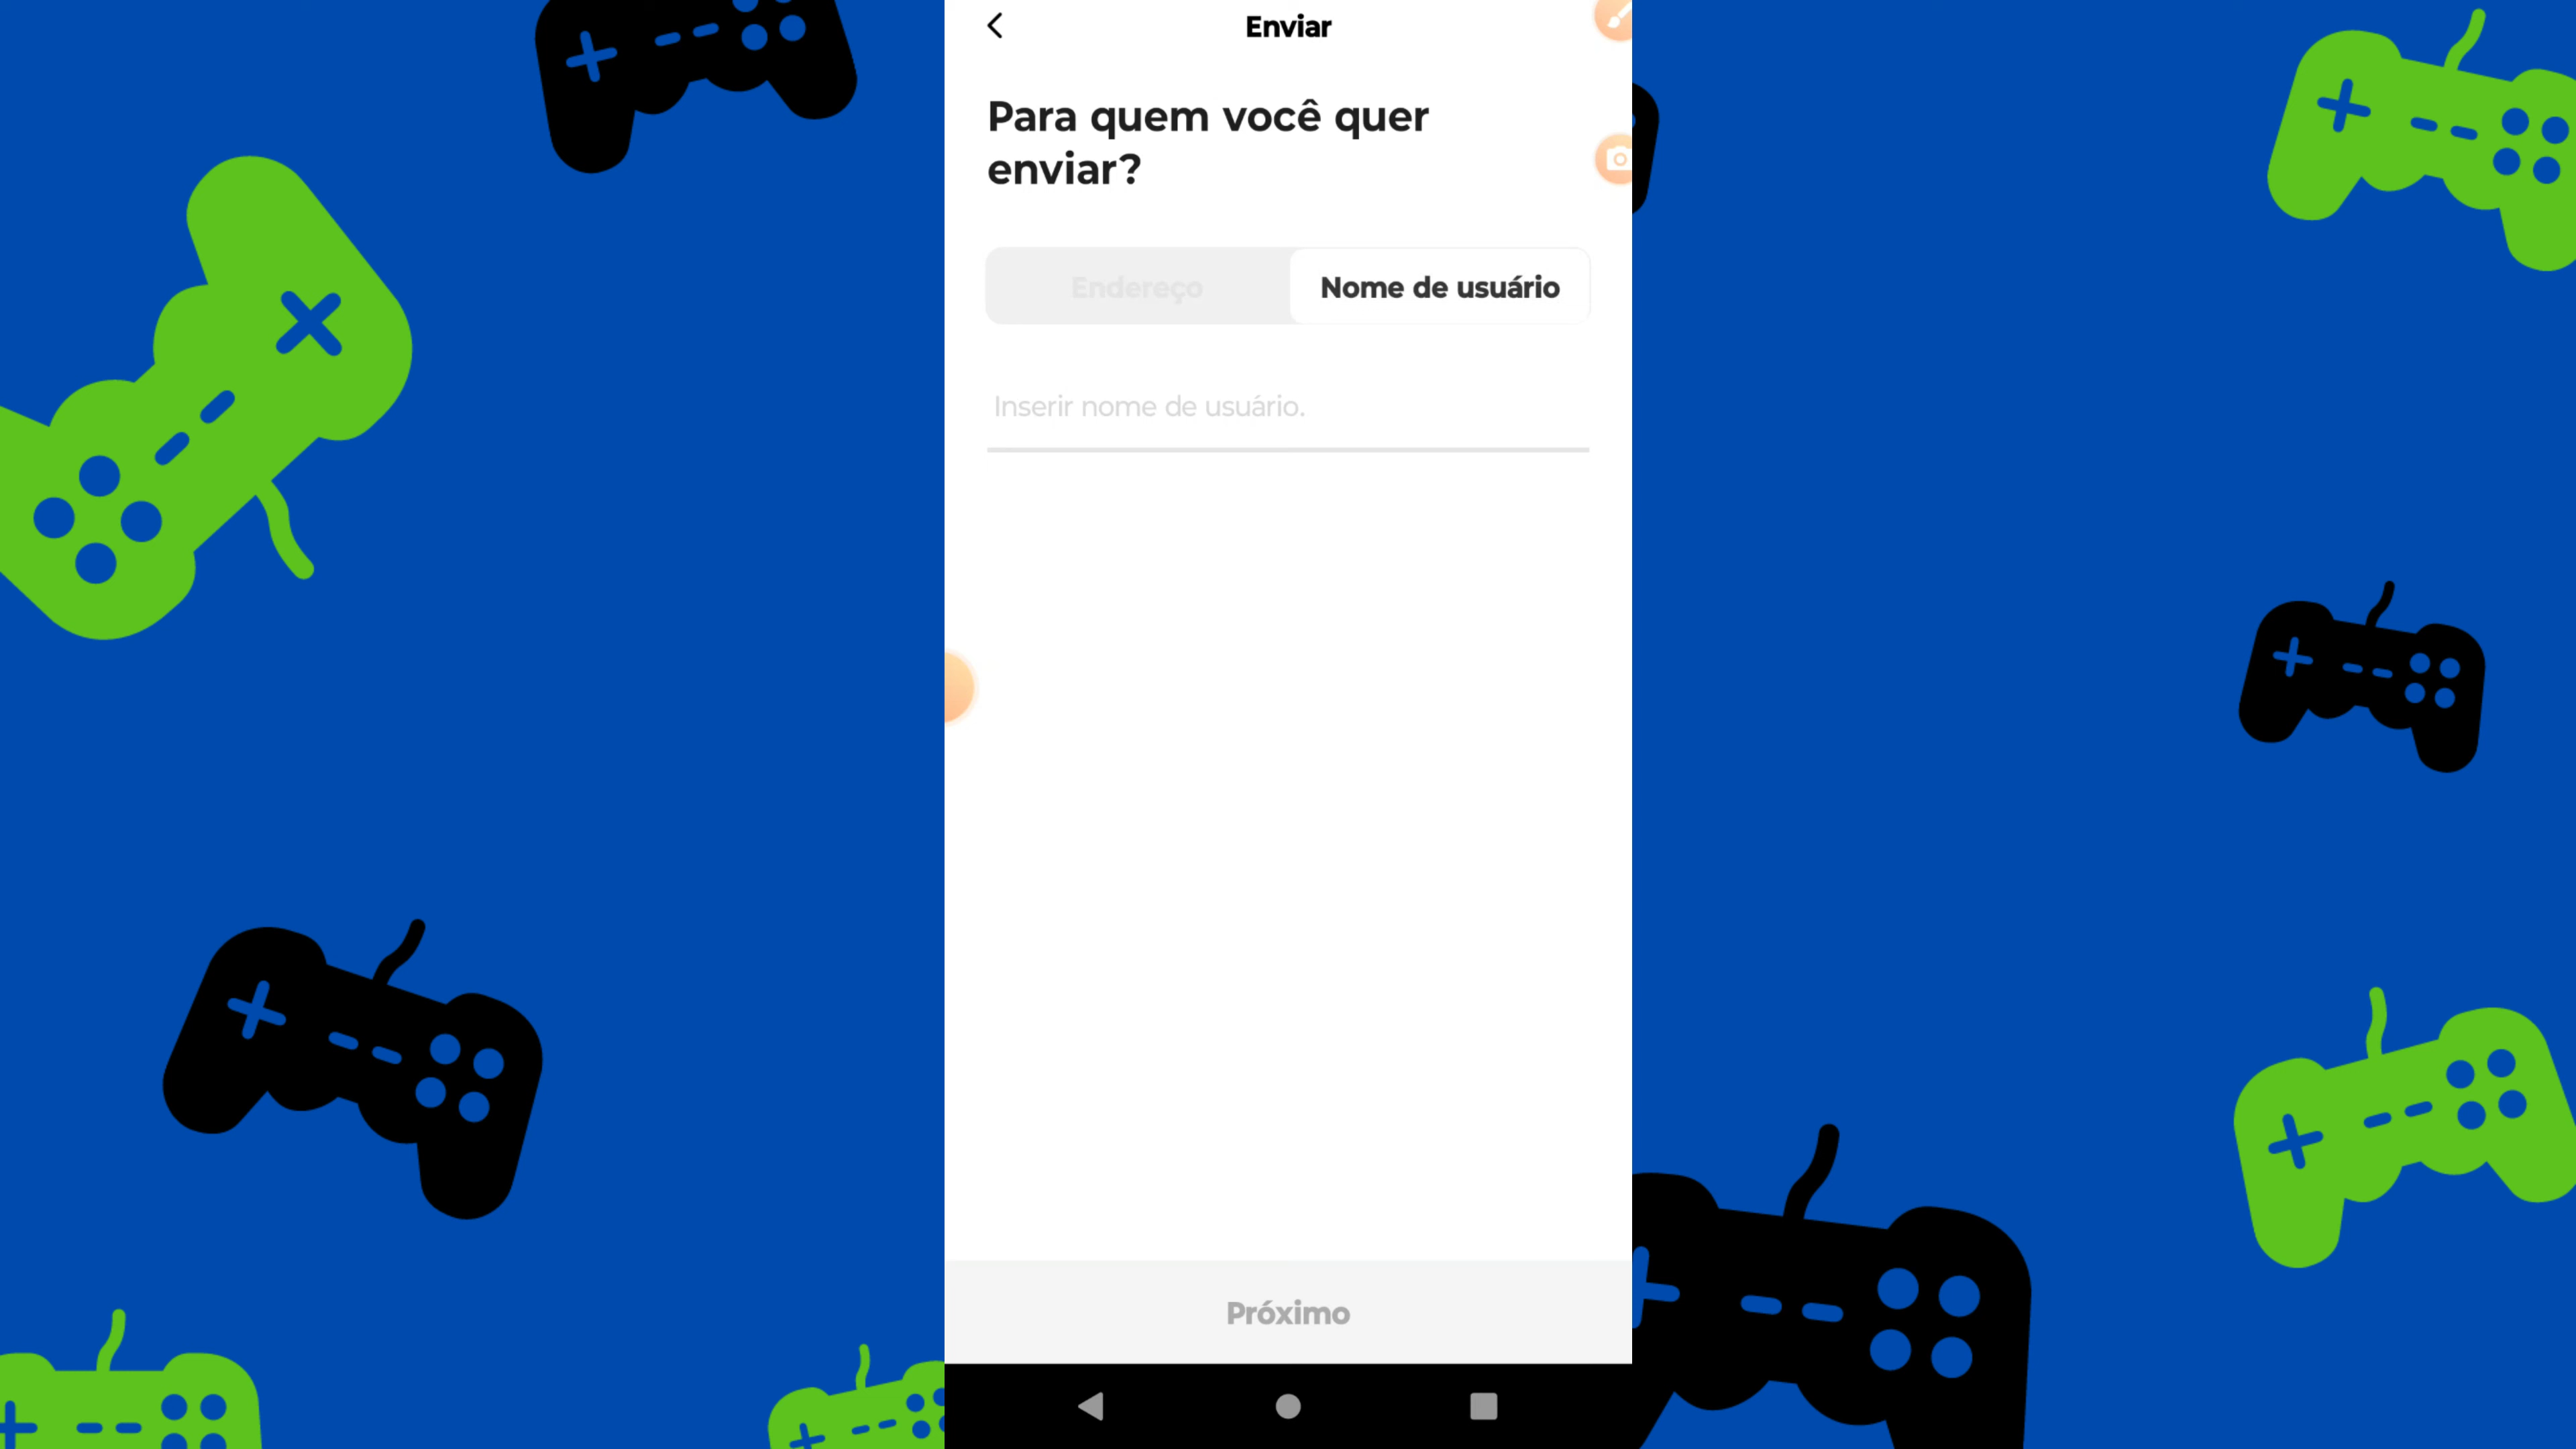 Enviar
Para quem você quer
enviar?
Endereço
Nome de usuário
Inserir nome de usuário.
Próximo